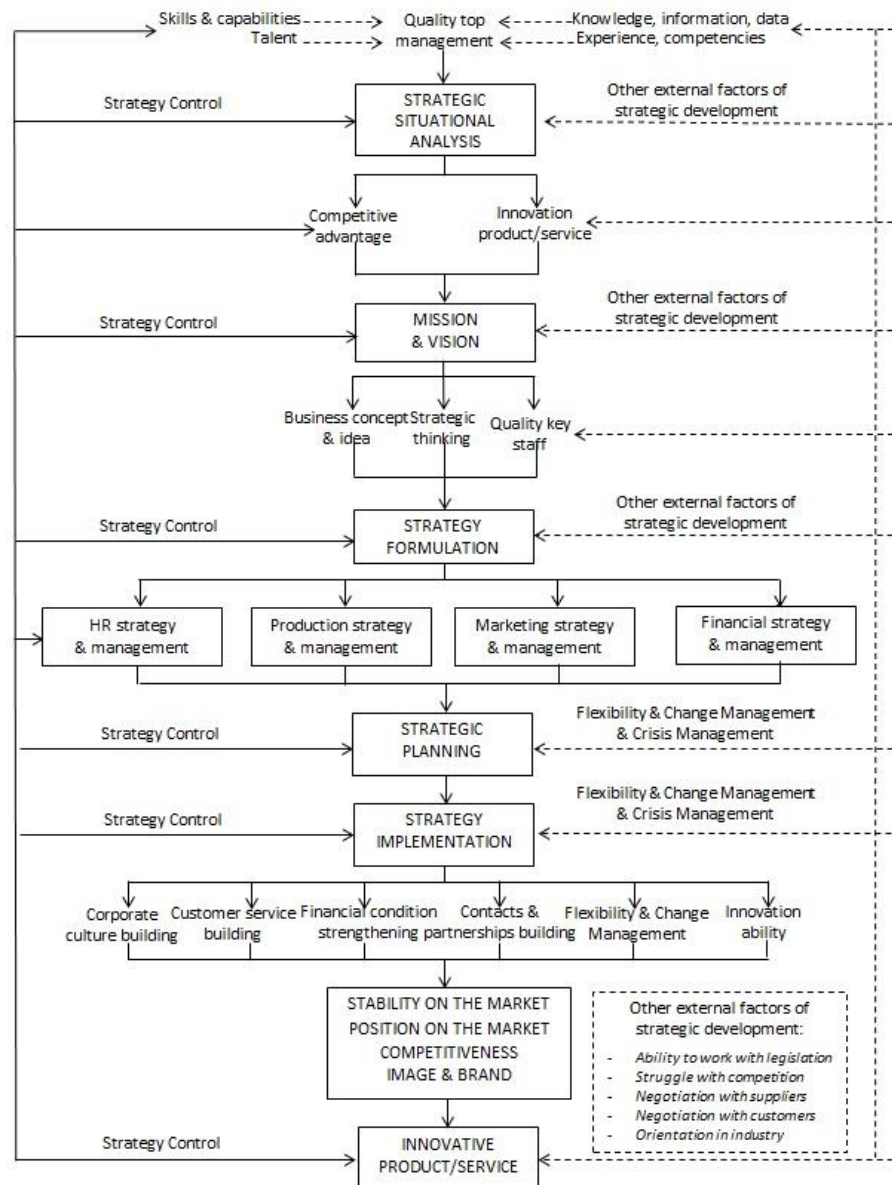 Skills & capabilities
Talent
Quality top
management
Knowledge, information, data
Experience, competencies
Strategy Control
STRATEGIC
SITUATIONAL
ANALYSIS
Other external factors of
strategic development
Competitive
advantage
Innovation
product/service
Strategy Control
MISSION
& VISION
Other external factors of
strategic development
Business concept
& idea
Strategic
thinking
Quality key
staff
Strategy Control
STRATEGY
FORMULATION
Other external factors of
strategic development
HR strategy
& management
Production strategy
& management
Marketing strategy
& management
Financial strategy
& management
Strategy Control
STRATEGIC
PLANNING
Flexibility & Change Management
& Crisis Management
Strategy Control
STRATEGY
IMPLEMENTATION
Flexibility & Change Management
& Crisis Management
Corporate
culture building
Customer service
building
Financial condition
strengthening
Contacts &
partnerships building
Flexibility & Change
Management
Innovation
ability
STABILITY ON THE MARKET
POSITION ON THE MARKET
COMPETITIVENESS
IMAGE & BRAND
Other external factors of
strategic development:
- Ability to work with legislation
- Struggle with competition
- Negotiation with suppliers
- Negotiation with customers
- Orientation in industry
Strategy Control
INNOVATIVE
PRODUCT/SERVICE